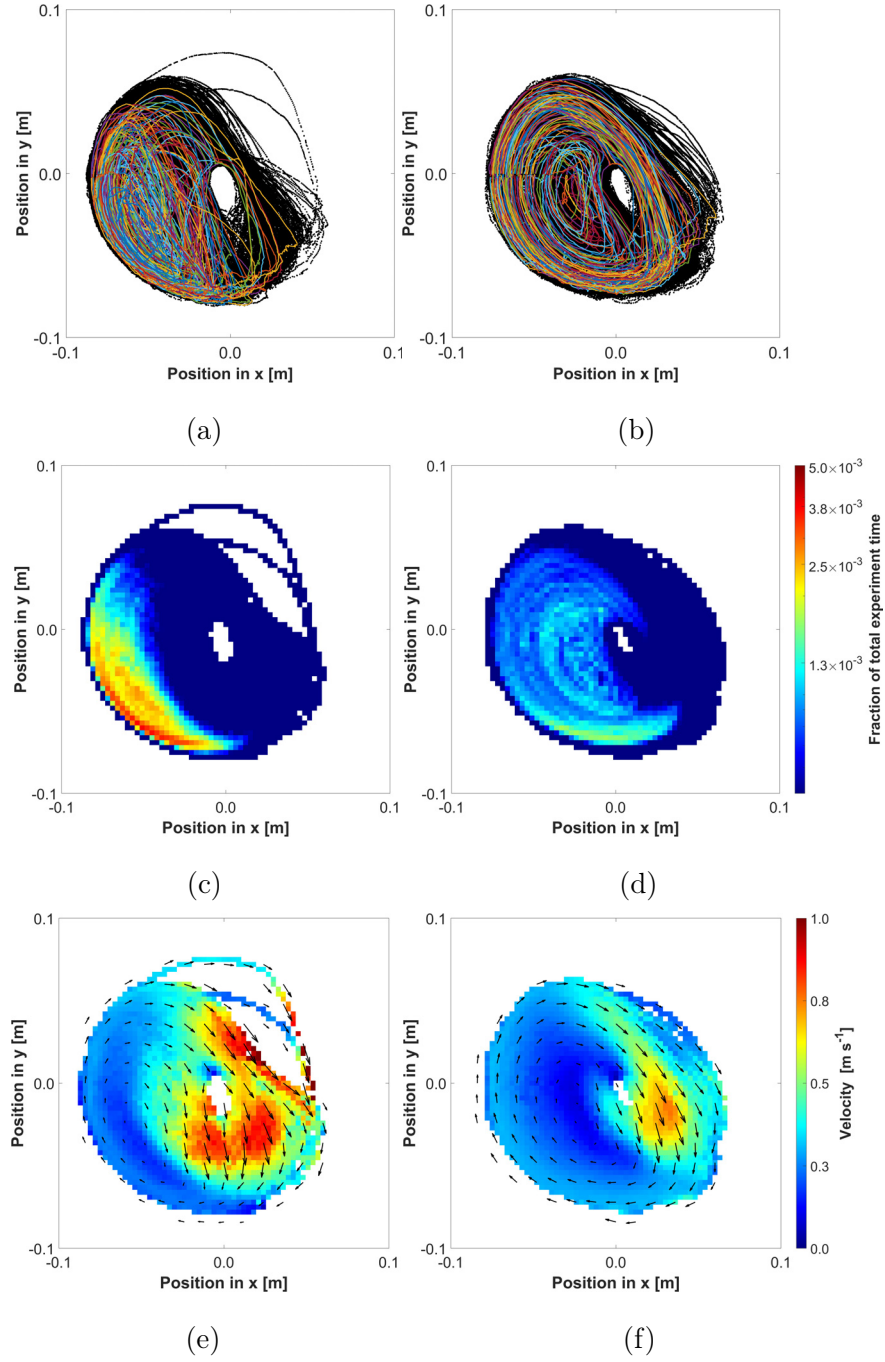 0.1
0.0
-0.1
Position in y [m]
-0.1
0.0
0.1
Position in x [m]
(a)
0.1
0.0
-0.1
Position in y [m]
-0.1
0.0
0.1
Position in x [m]
(b)
0.1
0.0
-0.1
Position in y [m]
-0.1
0.0
0.1
Position in x [m]
(c)
0.1
0.0
-0.1
Position in y [m]
-0.1
0.0
0.1
Position in x [m]
(d)
5.0×10⁻³
3.8×10⁻³
2.5×10⁻³
1.3×10⁻³
Fraction of total experiment time
0.1
0.0
-0.1
Position in y [m]
-0.1
0.0
0.1
Position in x [m]
(e)
0.1
0.0
-0.1
Position in y [m]
-0.1
0.0
0.1
Position in x [m]
(f)
1.0
0.8
0.5
0.3
0.0
Velocity [m s⁻¹]